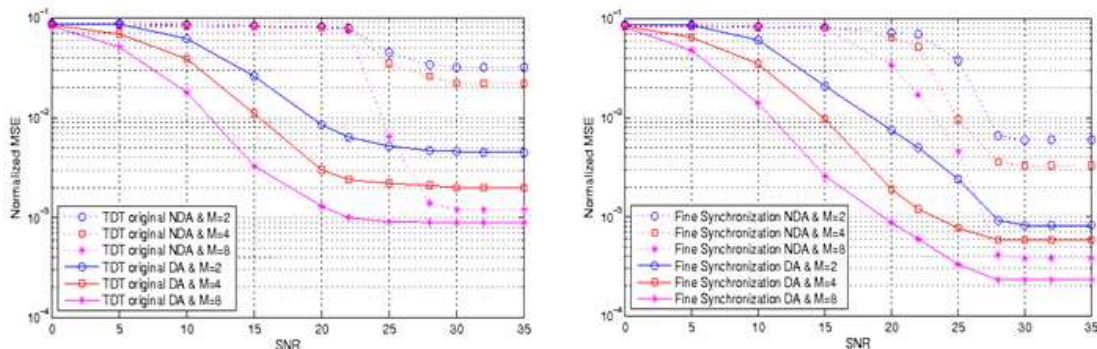 10^-1
10^-2
10^-3
10^-4
Normalized MSE
TDT original NDA & M=2
TDT original NDA & M=4
TDT original NDA & M=8
TDT original DA & M=2
TDT original DA & M=4
TDT original DA & M=8
0 5 10 15 20 25 30 35
SNR
10^-1
10^-2
10^-3
10^-4
Normalized MSE
Fine Synchronization NDA & M=2
Fine Synchronization NDA & M=4
Fine Synchronization NDA & M=8
Fine Synchronization DA & M=2
Fine Synchronization DA & M=4
Fine Synchronization DA & M=8
0 5 10 15 20 25 30 35
SNR